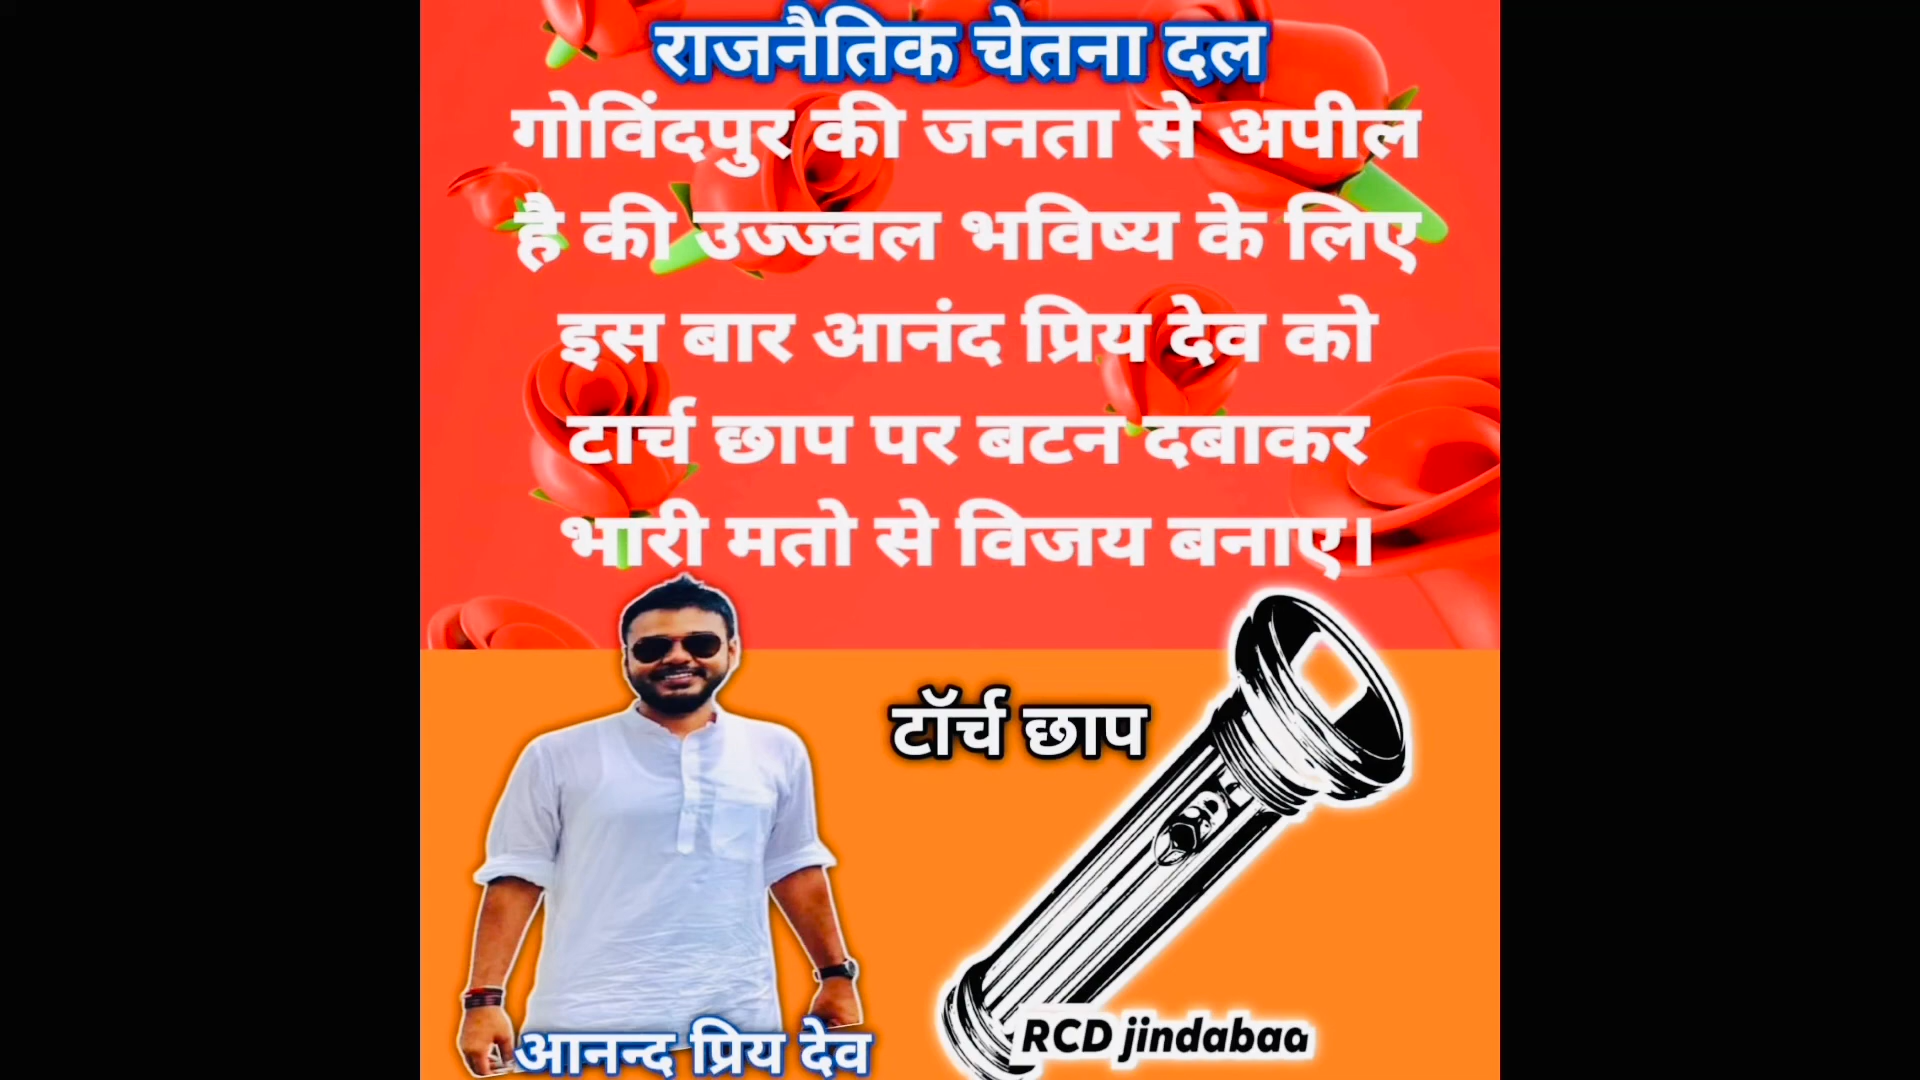 राजनैतिक चेतना दल
गोविंदपुर की जनता से अपील
है की उज्ज्वल भविष्य के लिए
इस बार आनंद प्रिय देव को
टार्च छाप पर बटन दबाकर
भारी मतो से विजय बनाए।
टॉर्च छाप
आनन्द प्रिय देव
RCD jindabaa